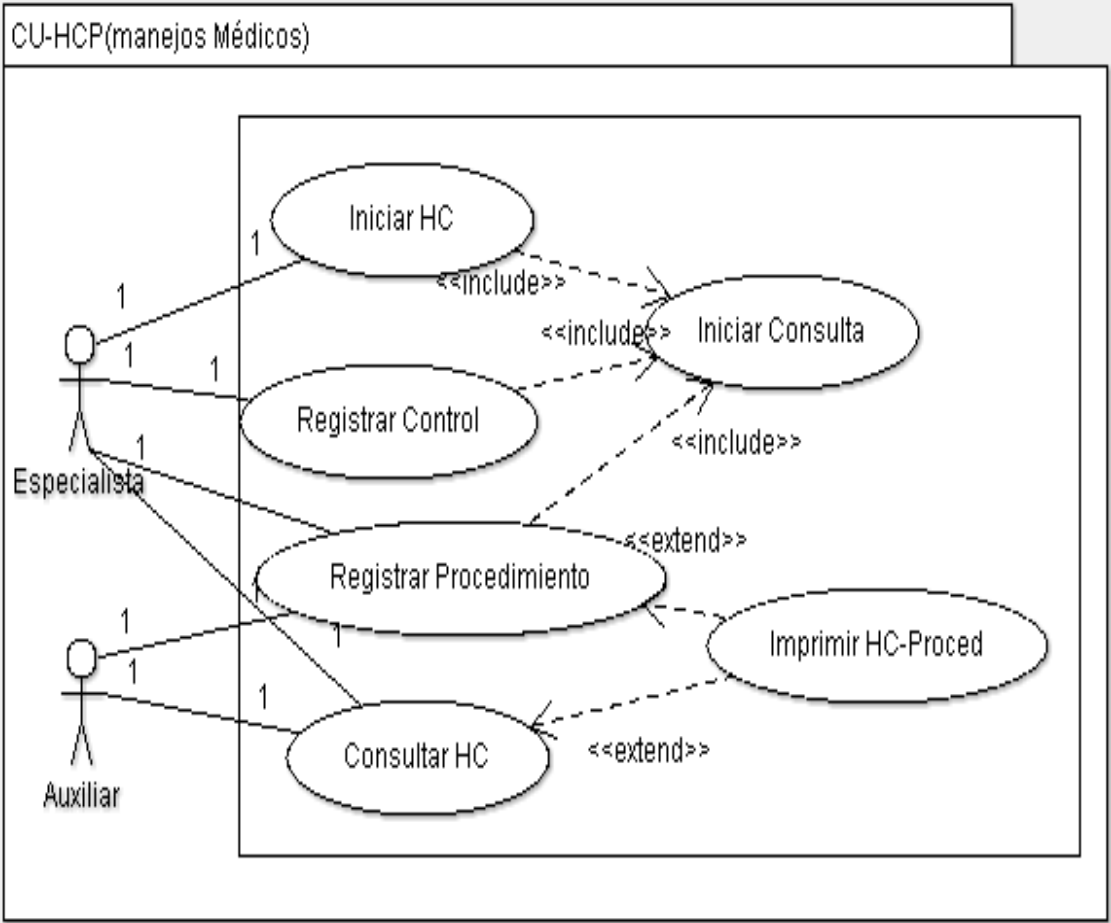 CU-HCP(manejos Médicos)
Iniciar HC
1
<<include>>
1
Iniciar Consulta
<<include>>
1
1
Registrar Control
1
<<include>>
Especialista
<<extend>>
Registrar Procedimiento
1
1
1
Imprimir HC-Proced
1
1
Consultar HC
<<extend>>
Auxiliar